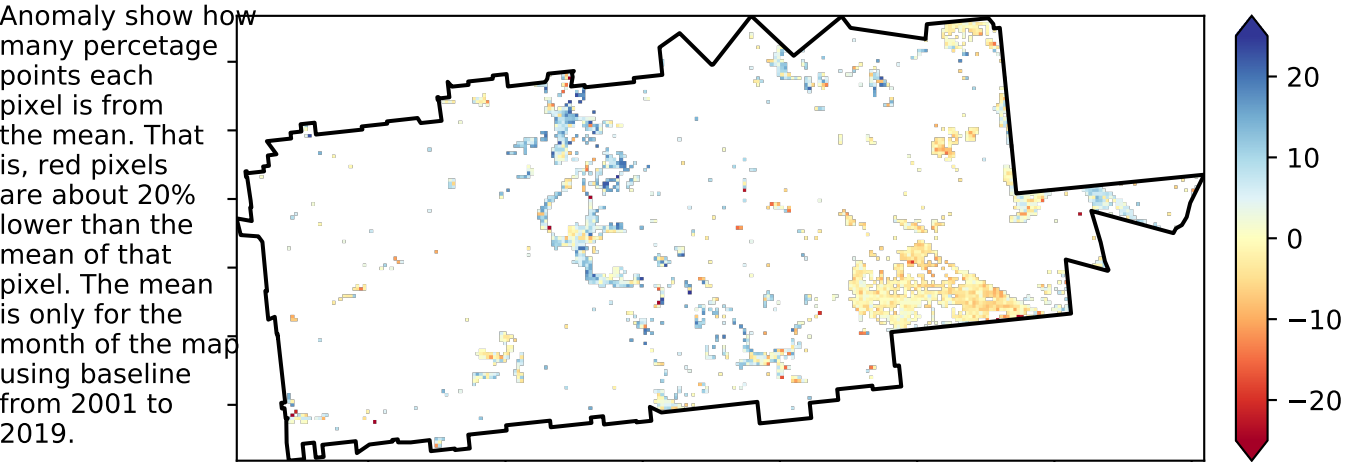 Anomaly show how
many percetage
points each
pixel is from
the mean. That
is, red pixels
are about 20%
lower than the
mean of that
pixel. The mean
is only for the
month of the map
using baseline
from 2001 to
2019.
20
10
0
−10
−20